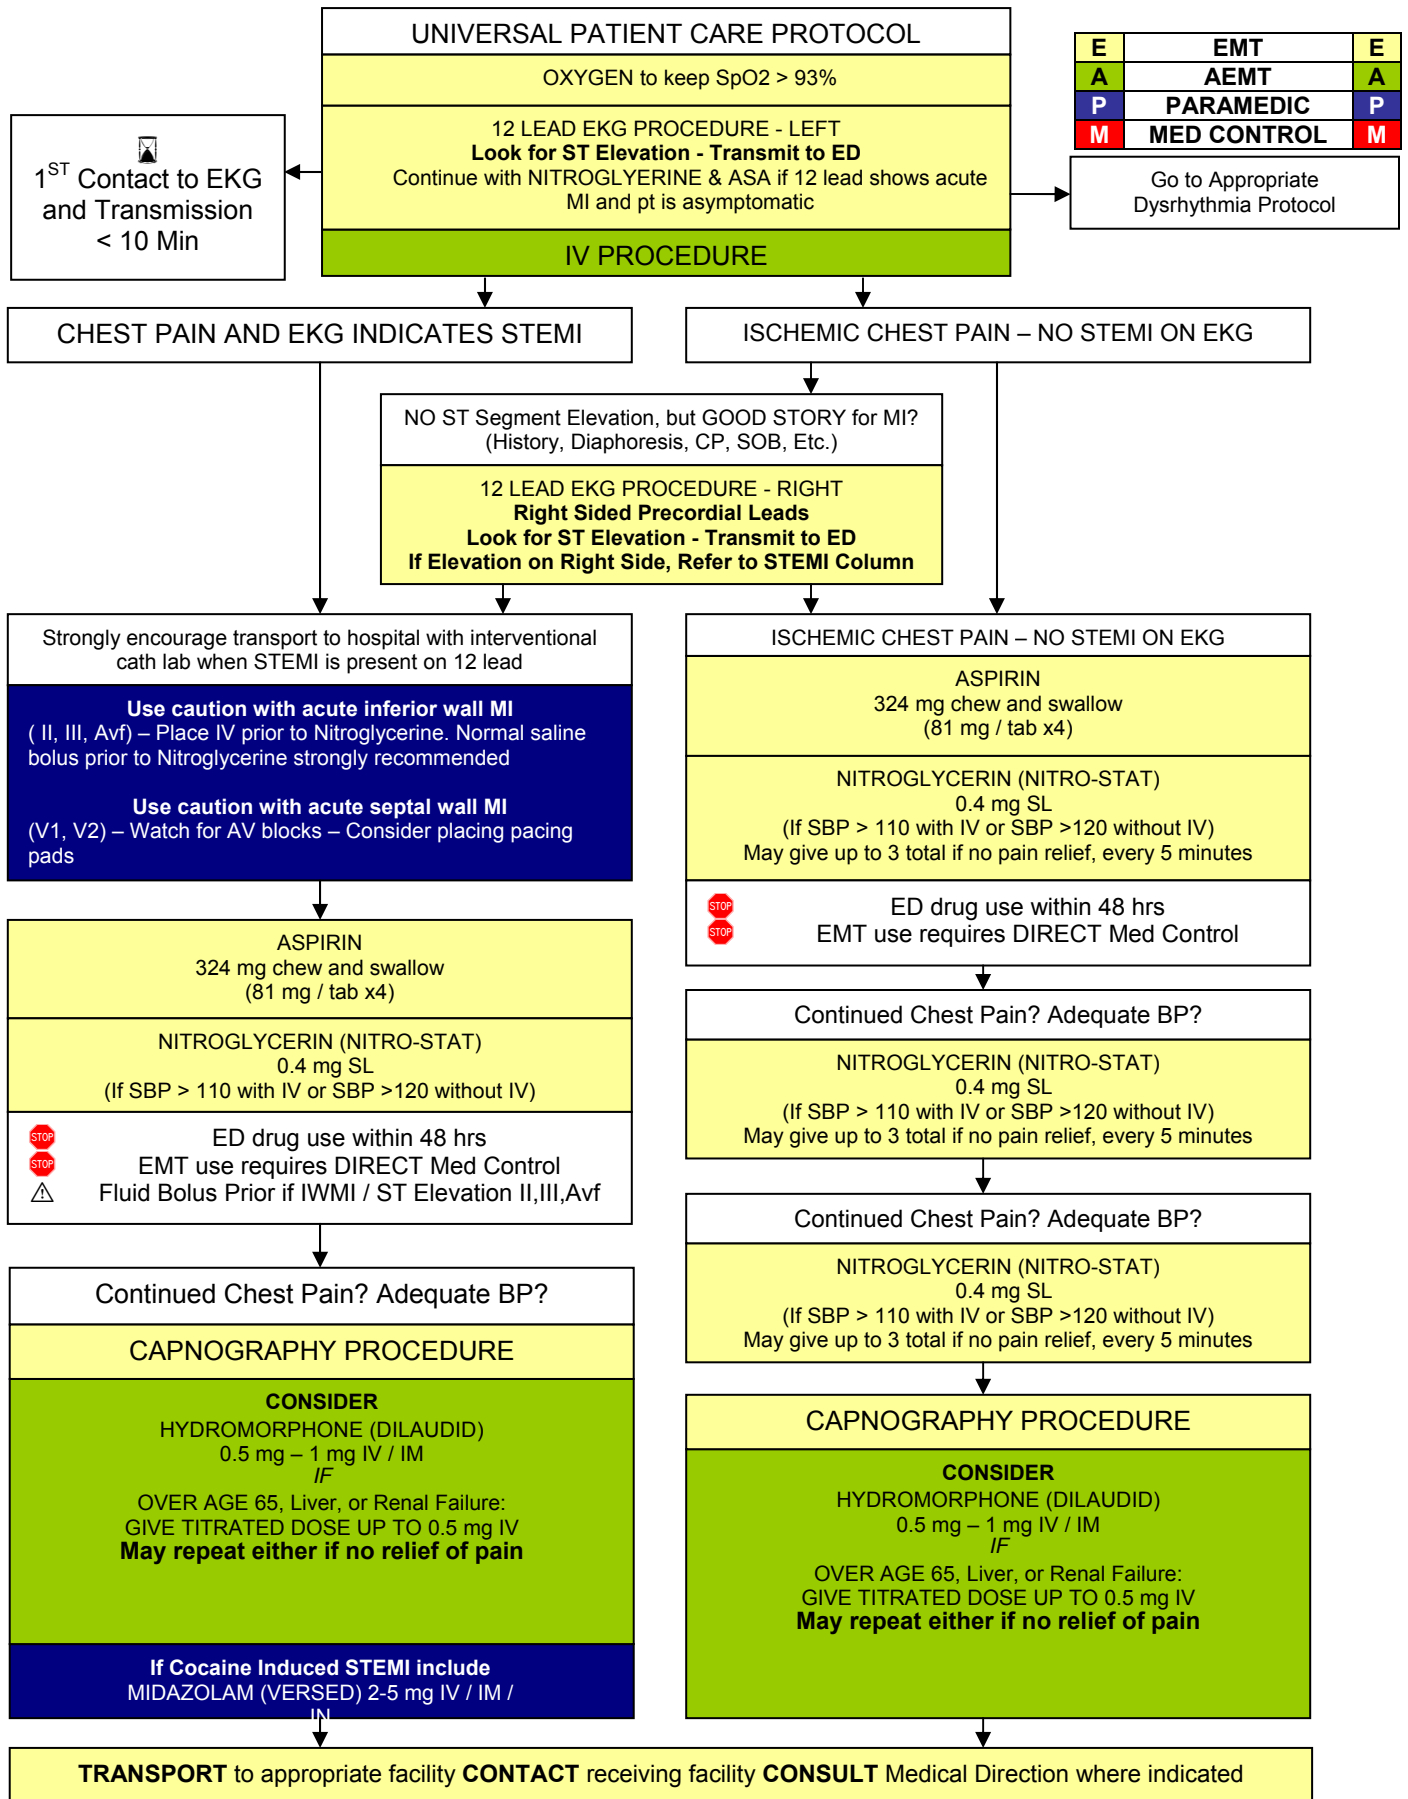 UNIVERSAL PATIENT CARE PROTOCOL
OXYGEN to keep SpO2 > 93%
12 LEAD EKG PROCEDURE - LEFT
Look for ST Elevation - Transmit to ED
Continue with NITROGLYERINE & ASA if 12 lead shows acute
MI and pt is asymptomatic
IV PROCEDURE
E EMT E
A AEMT A
P PARAMEDIC P
M MED CONTROL M
1ST Contact to EKG
and Transmission
< 10 Min
Go to Appropriate
Dysrhythmia Protocol
CHEST PAIN AND EKG INDICATES STEMI
ISCHEMIC CHEST PAIN – NO STEMI ON EKG
NO ST Segment Elevation, but GOOD STORY for MI?
(History, Diaphoresis, CP, SOB, Etc.)
12 LEAD EKG PROCEDURE - RIGHT
Right Sided Precordial Leads
Look for ST Elevation - Transmit to ED
If Elevation on Right Side, Refer to STEMI Column
Strongly encourage transport to hospital with interventional
cath lab when STEMI is present on 12 lead
Use caution with acute inferior wall MI
( II, III, Avf) – Place IV prior to Nitroglycerine. Normal saline
bolus prior to Nitroglycerine strongly recommended
Use caution with acute septal wall MI
(V1, V2) – Watch for AV blocks – Consider placing pacing
pads
ASPIRIN
324 mg chew and swallow
(81 mg / tab x4)
NITROGLYCERIN (NITRO-STAT)
0.4 mg SL
(If SBP > 110 with IV or SBP >120 without IV)
STOP ED drug use within 48 hrs
STOP EMT use requires DIRECT Med Control
⚠ Fluid Bolus Prior if IWMI / ST Elevation II,III,Avf
Continued Chest Pain? Adequate BP?
CAPNOGRAPHY PROCEDURE
CONSIDER
HYDROMORPHONE (DILAUDID)
0.5 mg – 1 mg IV / IM
IF
OVER AGE 65, Liver, or Renal Failure:
GIVE TITRATED DOSE UP TO 0.5 mg IV
May repeat either if no relief of pain
If Cocaine Induced STEMI include
MIDAZOLAM (VERSED) 2-5 mg IV / IM /
IN
ISCHEMIC CHEST PAIN – NO STEMI ON EKG
ASPIRIN
324 mg chew and swallow
(81 mg / tab x4)
NITROGLYCERIN (NITRO-STAT)
0.4 mg SL
(If SBP > 110 with IV or SBP >120 without IV)
May give up to 3 total if no pain relief, every 5 minutes
STOP ED drug use within 48 hrs
STOP EMT use requires DIRECT Med Control
Continued Chest Pain? Adequate BP?
NITROGLYCERIN (NITRO-STAT)
0.4 mg SL
(If SBP > 110 with IV or SBP >120 without IV)
May give up to 3 total if no pain relief, every 5 minutes
Continued Chest Pain? Adequate BP?
NITROGLYCERIN (NITRO-STAT)
0.4 mg SL
(If SBP > 110 with IV or SBP >120 without IV)
May give up to 3 total if no pain relief, every 5 minutes
CAPNOGRAPHY PROCEDURE
CONSIDER
HYDROMORPHONE (DILAUDID)
0.5 mg – 1 mg IV / IM
IF
OVER AGE 65, Liver, or Renal Failure:
GIVE TITRATED DOSE UP TO 0.5 mg IV
May repeat either if no relief of pain
TRANSPORT to appropriate facility CONTACT receiving facility CONSULT Medical Direction where indicated